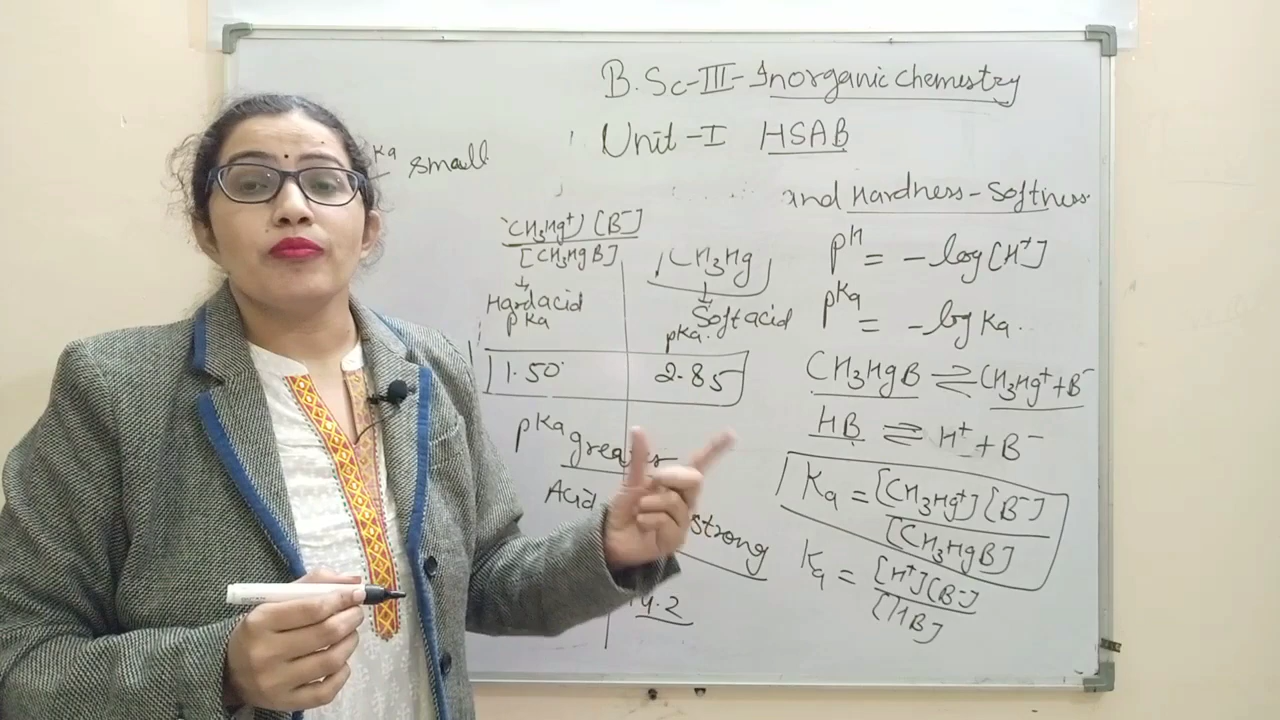 B.Sc-III-Inorganic chemistry
Unit-I HSAB
and Hardness-Softness
Ka small
[CH3Hg+] [B-]
[CH3HgB]
Hard acid
pKa
1.50
CH3Hg
Soft acid
pKa
2.85
pKa greater
Acid strong
4.2
pH = -log[H+]
pKa = -log Ka.
CH3HgB ⇌ CH3Hg+ + B-
HB ⇌ H+ + B-
Ka = [CH3Hg+] [B-]
[CH3HgB]
Ka = [H+][B-]
[HB]